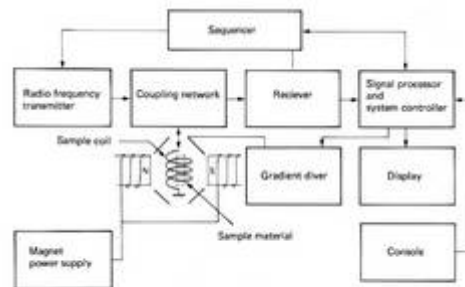 Sequencer
Radio frequency
transmitter
Coupling network
Reciever
Signal processor
and
system controller
Sample coil
N
Gradient diver
Display
Sample material
Magnet
power supply
Console